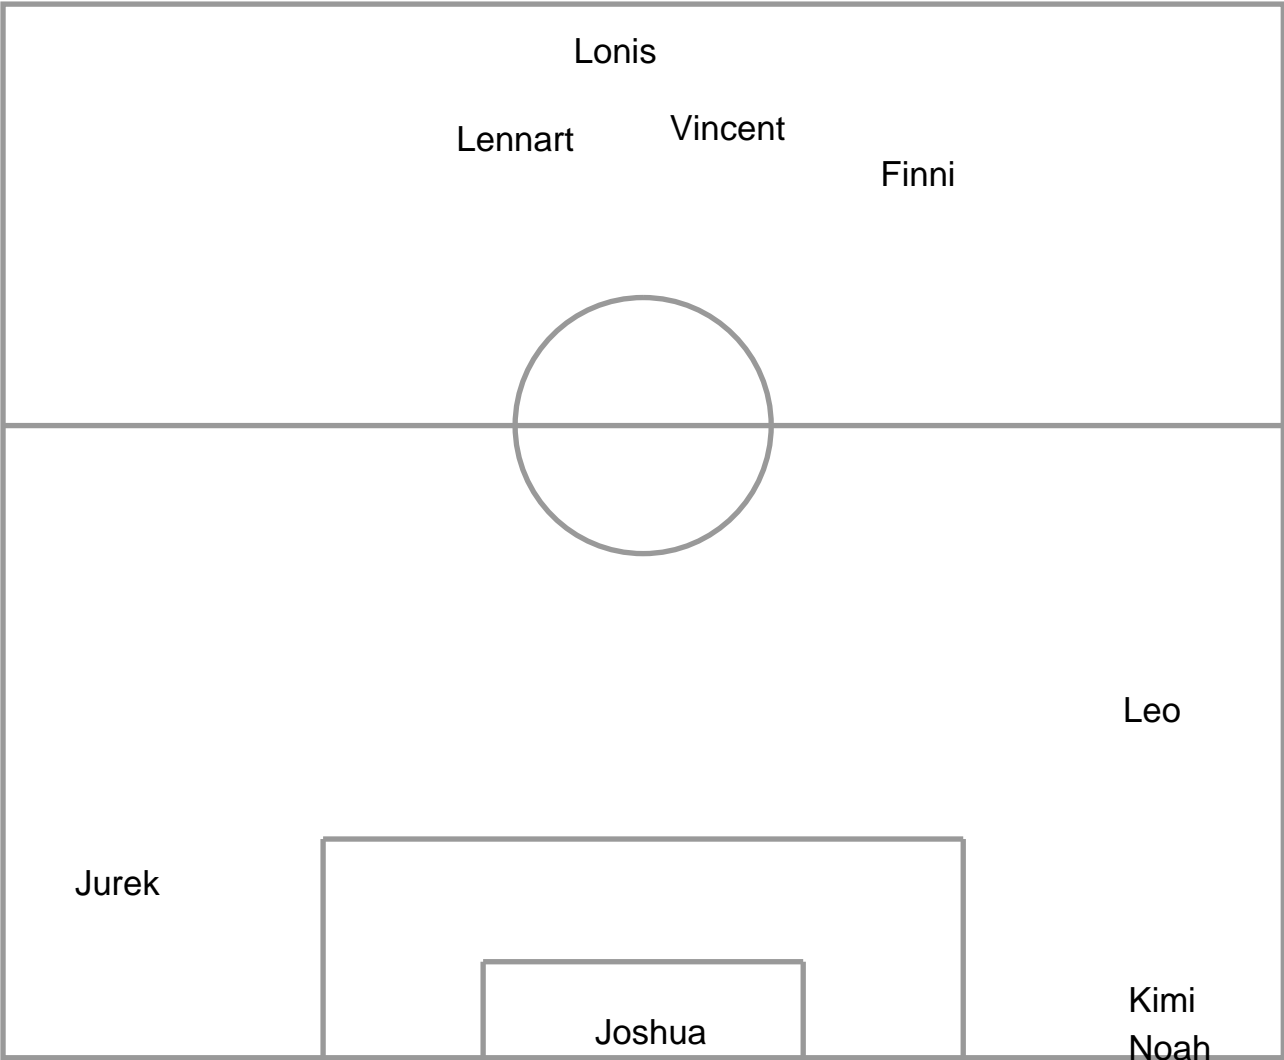 Lonis
Vincent
Lennart
Finni
Leo
Jurek
Kimi
Joshua
Noah